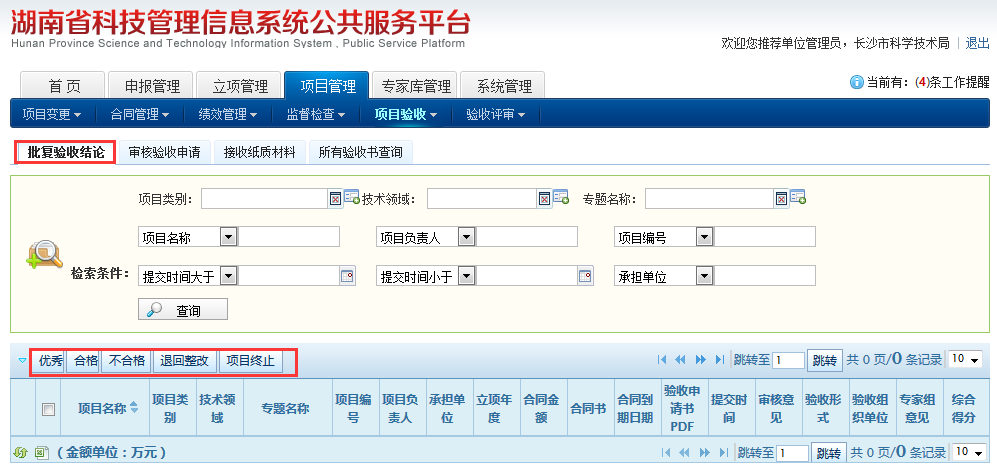 湖南省科技管理信息系统公共服务平台
Hunan Province Science and Technology Information System , Public Service Platform
欢迎您推荐单位管理员，长沙市科学技术局 | 退出
首 页 申报管理 立项管理 项目管理 专家库管理 系统管理
当前有：(4)条工作提醒
项目变更 合同管理 绩效管理 监督检查 项目验收 验收评审
批复验收结论 审核验收申请 接收纸质材料 所有验收书查询
项目类别： 技术领域： 专题名称：
项目名称 项目负责人 项目编号
检索条件：
提交时间大于 提交时间小于 承担单位
查询
优秀 合格 不合格 退回整改 项目终止 跳转至 1 跳转 共 0 页/0 条记录 10
项目名称 项目类别 技术领域 专题名称 项目编号 项目负责人 承担单位 立项年度 合同金额 合同书 合同到期日期 验收申请书PDF 提交时间 审核意见 验收形式 验收组织单位 专家组意见 综合得分
（金额单位：万元） 跳转至 1 跳转 共 0 页/0 条记录 10